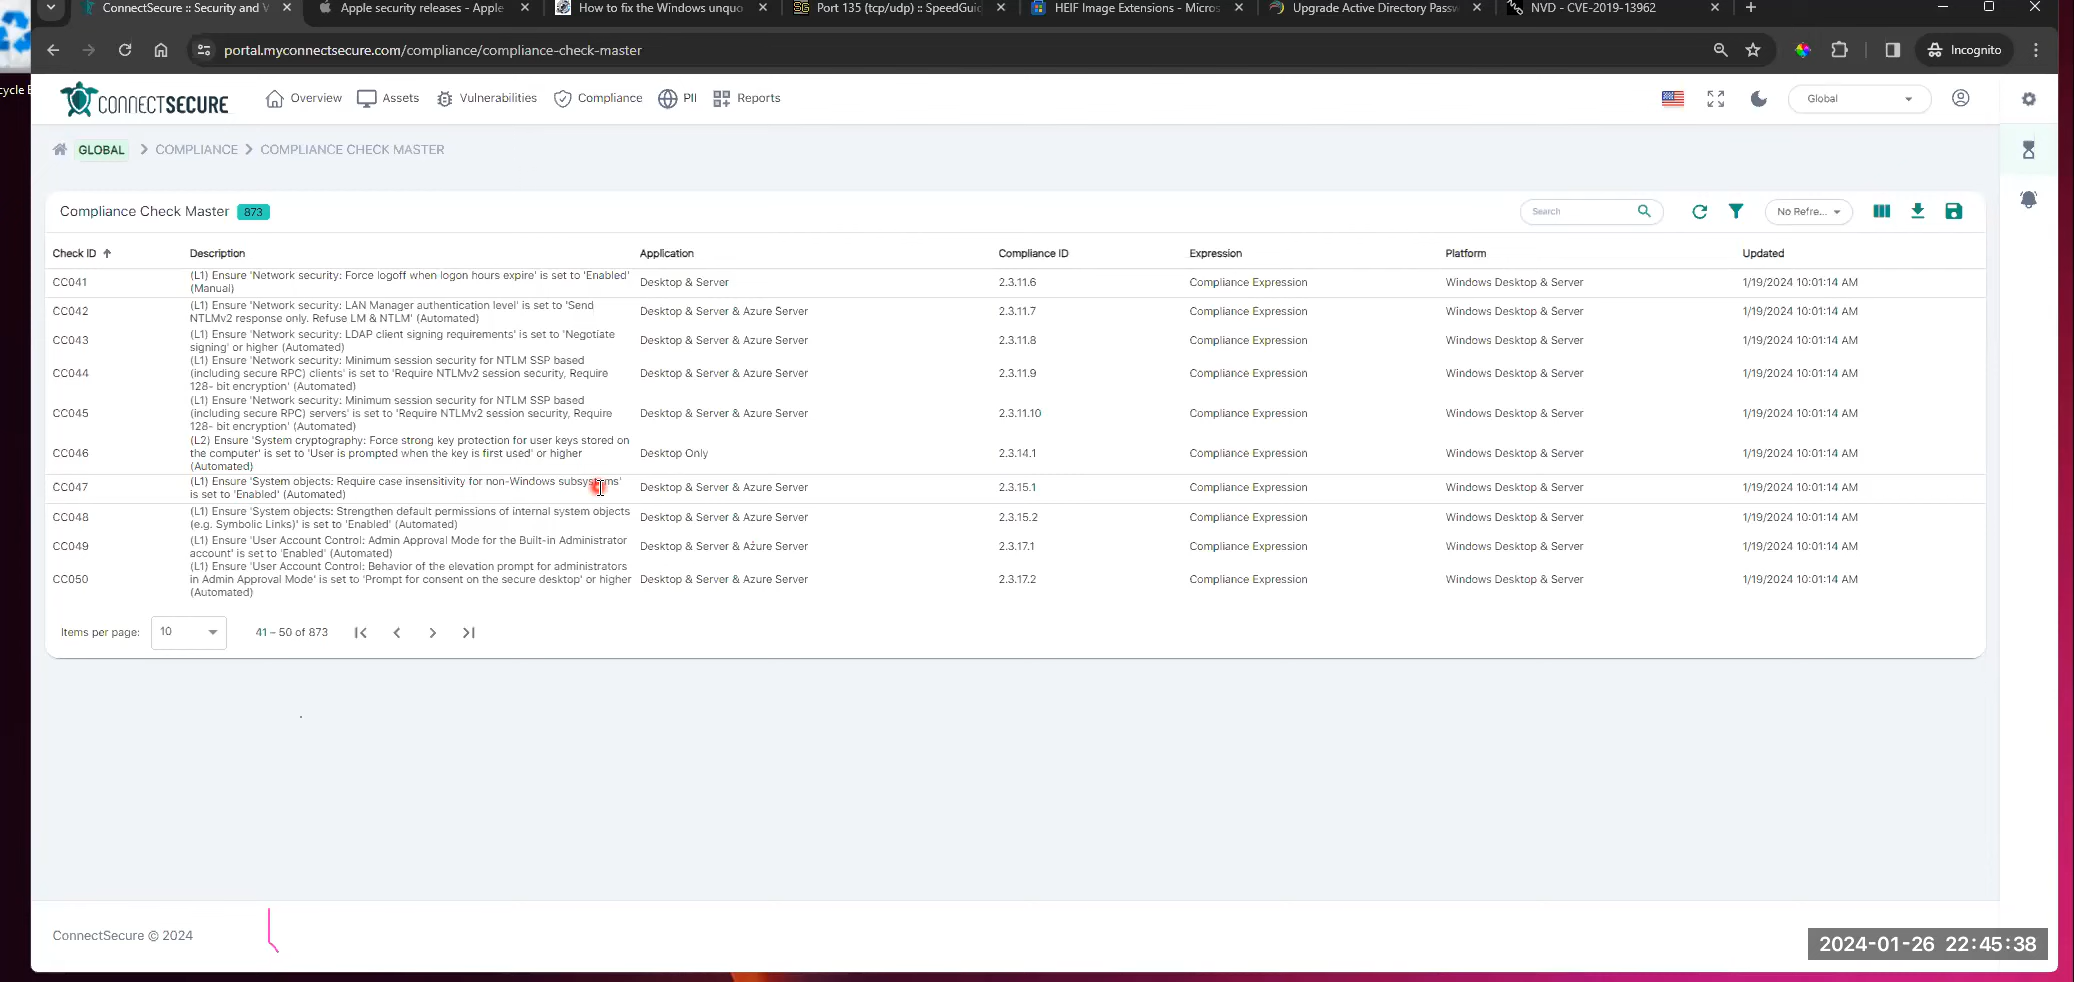 ConnectSecure :: Security and V
Apple security releases - Apple
How to fix the Windows unquo
Port 135 (tcp/udp) :: SpeedGuid
HEIF Image Extensions - Micros
Upgrade Active Directory Passw
NVD - CVE-2019-13962
portal.myconnectsecure.com/compliance/compliance-check-master
Incognito
cycle B
CONNECTSECURE
Overview
Assets
Vulnerabilities
Compliance
PII
Reports
Global
GLOBAL > COMPLIANCE > COMPLIANCE CHECK MASTER
Compliance Check Master 873
Search
No Refre...
Check ID Description Application Compliance ID Expression Platform Updated
CC041
(L1) Ensure 'Network security: Force logoff when logon hours expire' is set to 'Enabled'
(Manual)
Desktop & Server 2.3.11.6 Compliance Expression Windows Desktop & Server 1/19/2024 10:01:14 AM
CC042
(L1) Ensure 'Network security: LAN Manager authentication level' is set to 'Send
NTLMv2 response only. Refuse LM & NTLM' (Automated)
Desktop & Server & Azure Server 2.3.11.7 Compliance Expression Windows Desktop & Server 1/19/2024 10:01:14 AM
CC043
(L1) Ensure 'Network security: LDAP client signing requirements' is set to 'Negotiate
signing' or higher (Automated)
Desktop & Server & Azure Server 2.3.11.8 Compliance Expression Windows Desktop & Server 1/19/2024 10:01:14 AM
CC044
(L1) Ensure 'Network security: Minimum session security for NTLM SSP based
(including secure RPC) clients' is set to 'Require NTLMv2 session security, Require
128- bit encryption' (Automated)
Desktop & Server & Azure Server 2.3.11.9 Compliance Expression Windows Desktop & Server 1/19/2024 10:01:14 AM
CC045
(L1) Ensure 'Network security: Minimum session security for NTLM SSP based
(including secure RPC) servers' is set to 'Require NTLMv2 session security, Require
128- bit encryption' (Automated)
Desktop & Server & Azure Server 2.3.11.10 Compliance Expression Windows Desktop & Server 1/19/2024 10:01:14 AM
CC046
(L2) Ensure 'System cryptography: Force strong key protection for user keys stored on
the computer' is set to 'User is prompted when the key is first used' or higher
(Automated)
Desktop Only 2.3.14.1 Compliance Expression Windows Desktop & Server 1/19/2024 10:01:14 AM
CC047
(L1) Ensure 'System objects: Require case insensitivity for non-Windows subsystems'
is set to 'Enabled' (Automated)
Desktop & Server & Azure Server 2.3.15.1 Compliance Expression Windows Desktop & Server 1/19/2024 10:01:14 AM
CC048
(L1) Ensure 'System objects: Strengthen default permissions of internal system objects
(e.g. Symbolic Links)' is set to 'Enabled' (Automated)
Desktop & Server & Azure Server 2.3.15.2 Compliance Expression Windows Desktop & Server 1/19/2024 10:01:14 AM
CC049
(L1) Ensure 'User Account Control: Admin Approval Mode for the Built-in Administrator
account' is set to 'Enabled' (Automated)
Desktop & Server & Azure Server 2.3.17.1 Compliance Expression Windows Desktop & Server 1/19/2024 10:01:14 AM
CC050
(L1) Ensure 'User Account Control: Behavior of the elevation prompt for administrators
in Admin Approval Mode' is set to 'Prompt for consent on the secure desktop' or higher
(Automated)
Desktop & Server & Azure Server 2.3.17.2 Compliance Expression Windows Desktop & Server 1/19/2024 10:01:14 AM
Items per page: 10 41 – 50 of 873
ConnectSecure © 2024
2024-01-26 22:45:38